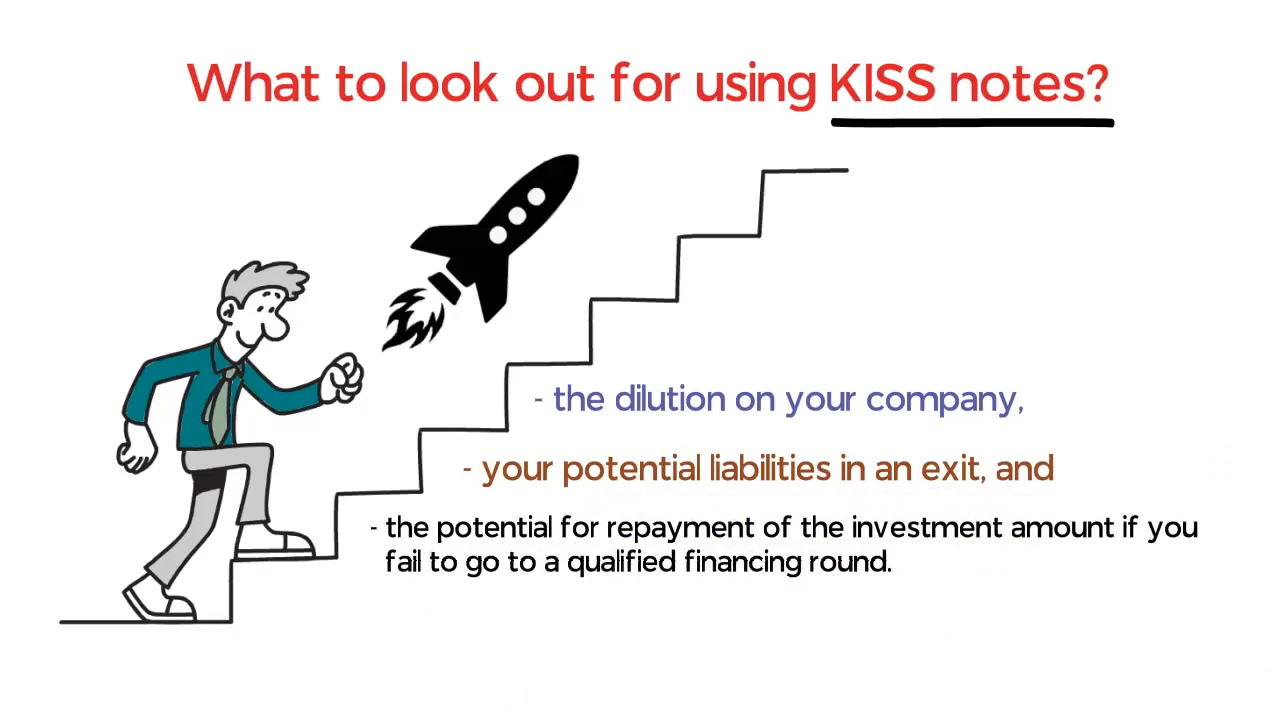 What to look out for using KISS notes?
- the dilution on your company,
- your potential liabilities in an exit, and
- the potential for repayment of the investment amount if you
fail to go to a qualified financing round.